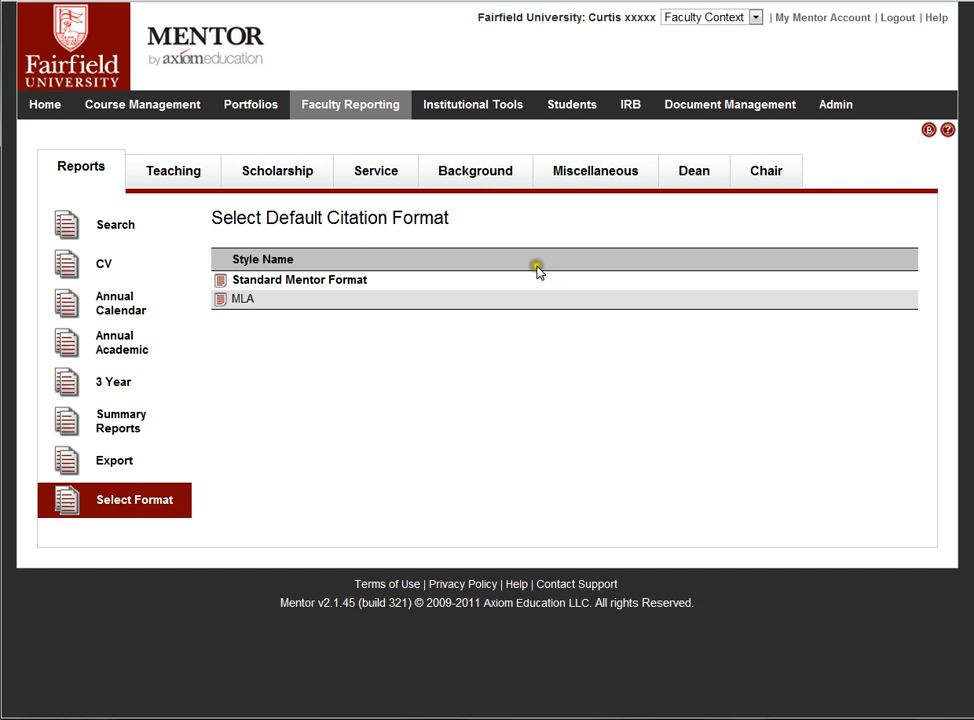 Fairfield University: Curtis xxxxx Faculty Context | My Mentor Account | Logout | Help
Fairfield
UNIVERSITY
MENTOR
by axiomeducation
Home Course Management Portfolios Faculty Reporting Institutional Tools Students IRB Document Management Admin
B ?
Reports Teaching Scholarship Service Background Miscellaneous Dean Chair
Search
CV
Annual
Calendar
Annual
Academic
3 Year
Summary
Reports
Export
Select Format
Select Default Citation Format
Style Name
Standard Mentor Format
MLA
Terms of Use | Privacy Policy | Help | Contact Support
Mentor v2.1.45 (build 321) © 2009-2011 Axiom Education LLC. All rights Reserved.